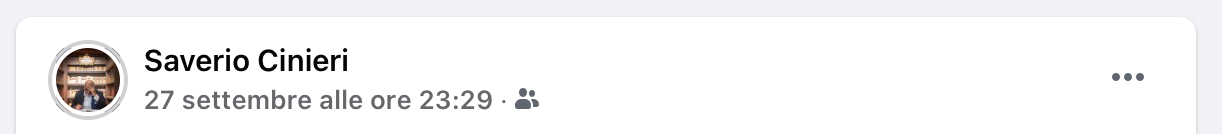 Saverio Cinieri
27 settembre alle ore 23:29 ·